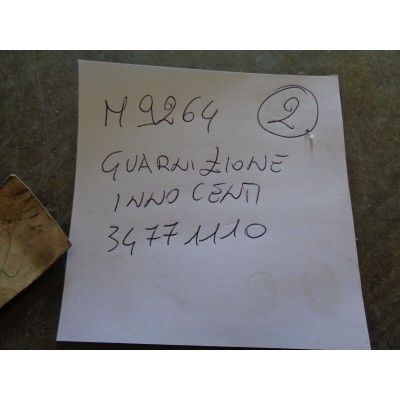 M 9264 2
GUARNIZIONE
INNOCENTI
34771110